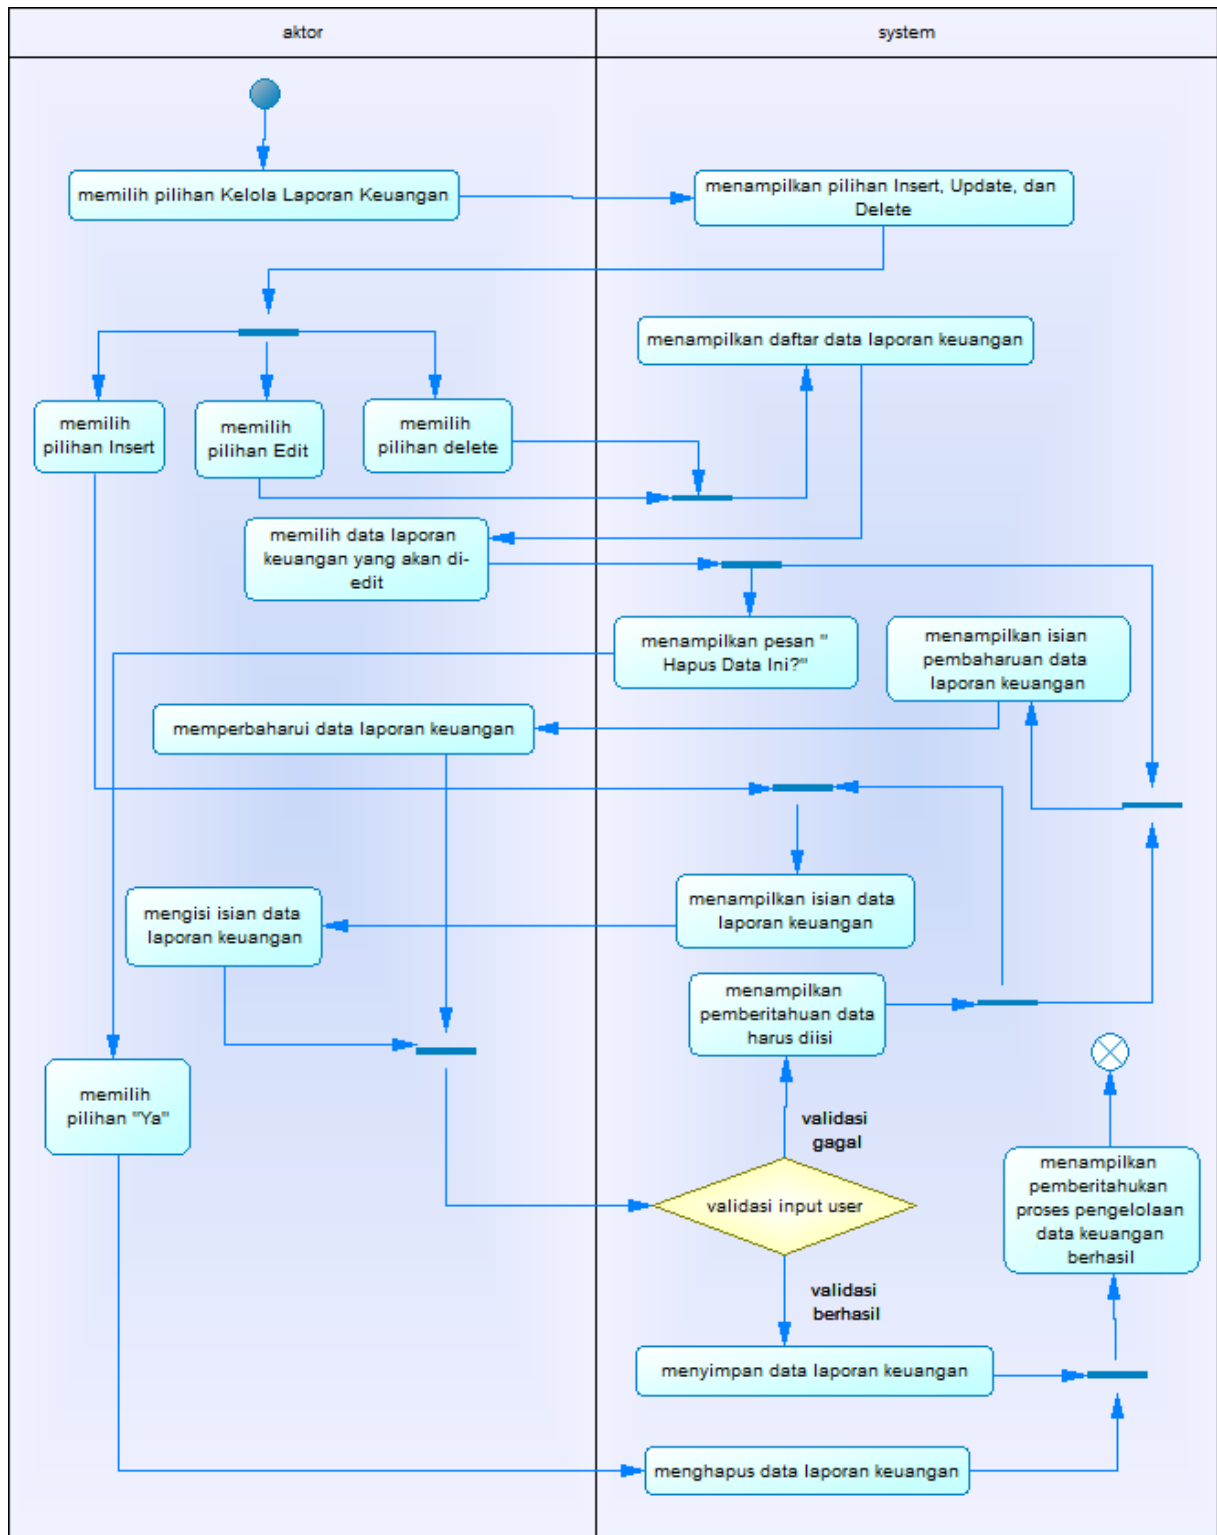 aktor
system
memilih pilihan Kelola Laporan Keuangan
menampilkan pilihan Insert, Update, dan
Delete
menampilkan daftar data laporan keuangan
memilih
pilihan Insert
memilih
pilihan Edit
memilih
pilihan delete
memilih data laporan
keuangan yang akan di-
edit
menampilkan pesan "
Hapus Data Ini?"
menampilkan isian
pembaharuan data
laporan keuangan
memperbaharui data laporan keuangan
mengisi isian data
laporan keuangan
menampilkan isian data
laporan keuangan
menampilkan
pemberitahuan data
harus diisi
memilih
pilihan "Ya"
validasi
gagal
validasi input user
menampilkan
pemberitahukan
proses pengelolaan
data keuangan
berhasil
validasi
berhasil
menyimpan data laporan keuangan
menghapus data laporan keuangan